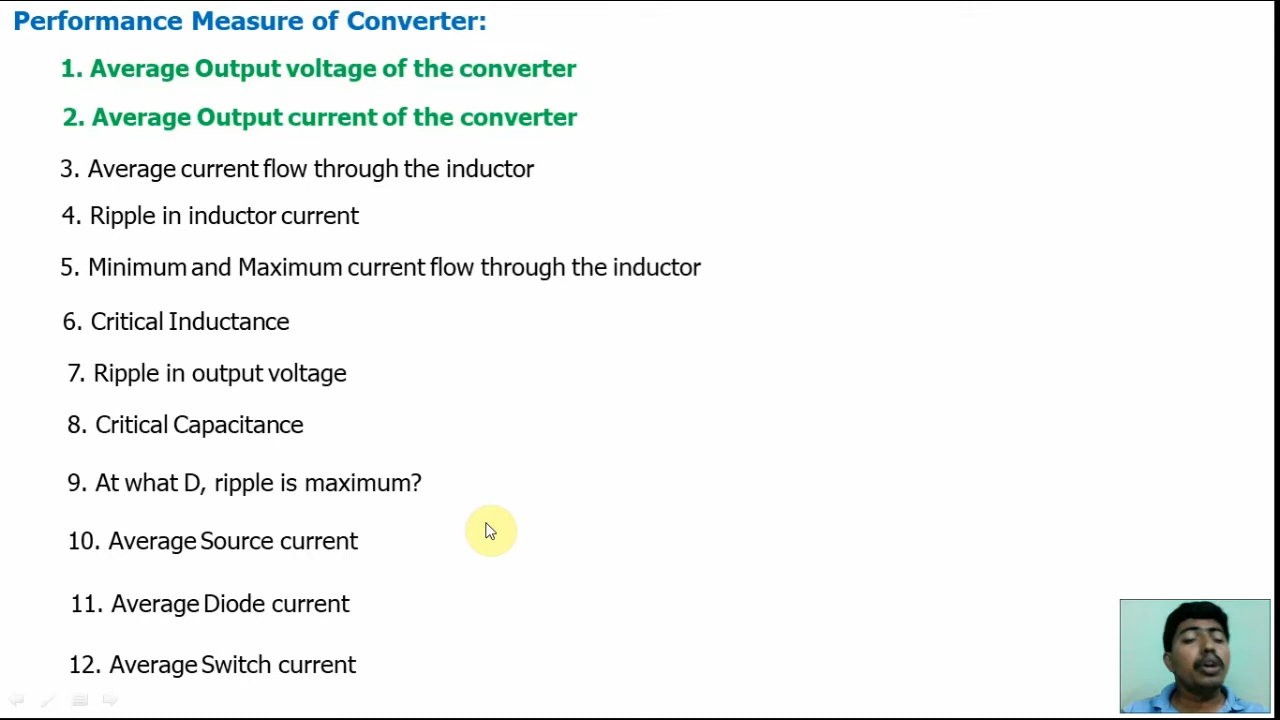 Performance Measure of Converter:
1. Average Output voltage of the converter
2. Average Output current of the converter
3. Average current flow through the inductor
4. Ripple in inductor current
5. Minimum and Maximum current flow through the inductor
6. Critical Inductance
7. Ripple in output voltage
8. Critical Capacitance
9. At what D, ripple is maximum?
10. Average Source current
11. Average Diode current
12. Average Switch current